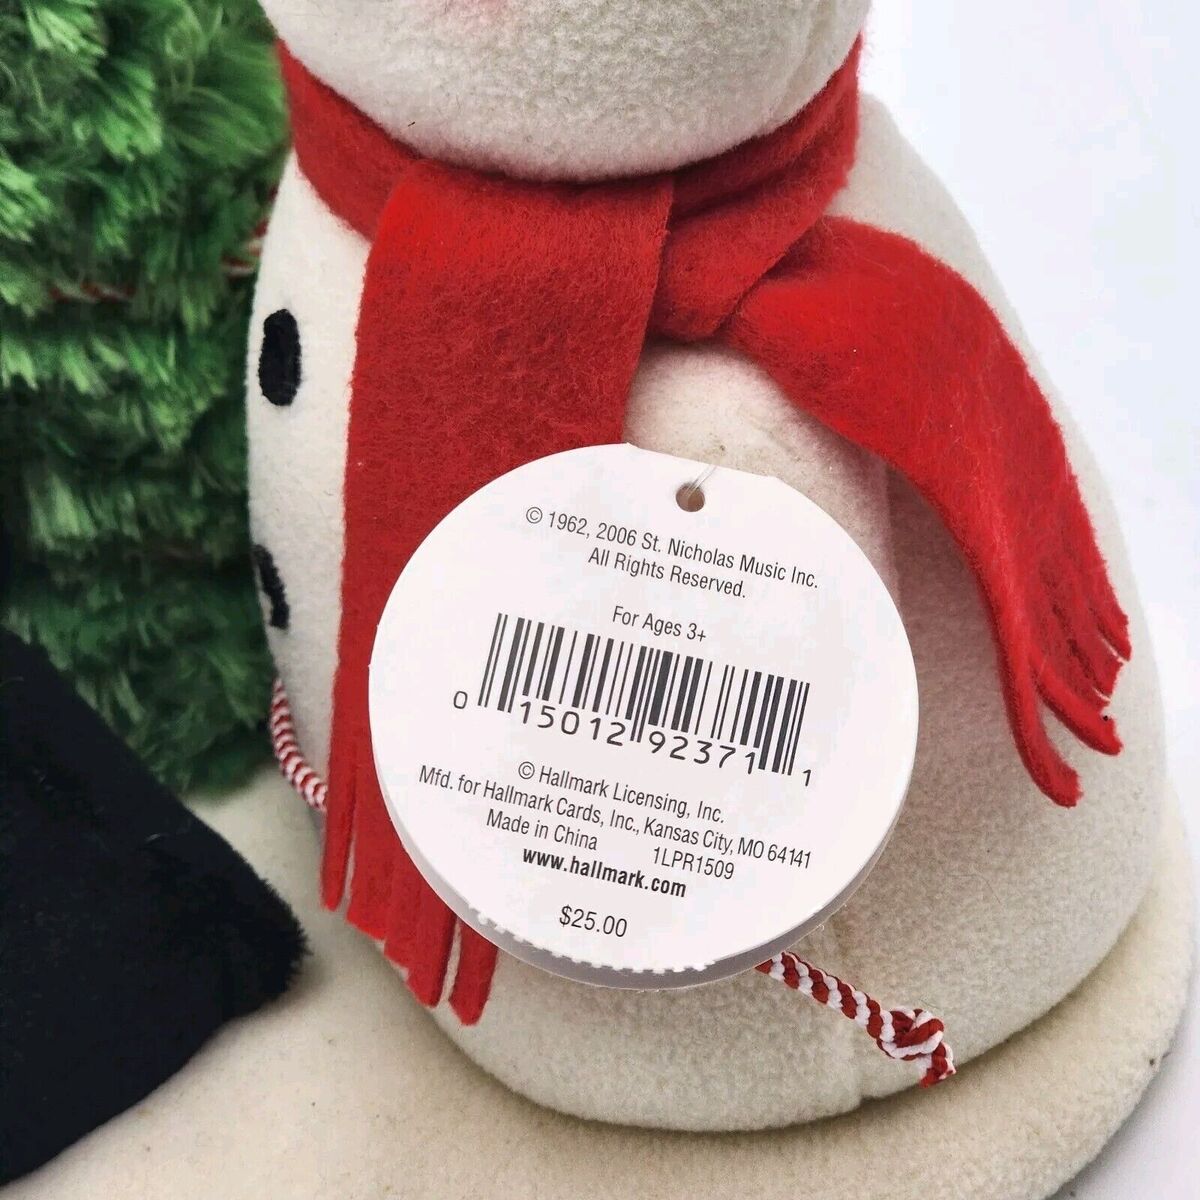 © 1962, 2006 St. Nicholas Music Inc.
All Rights Reserved.
For Ages 3+
0 15012 92371 1
© Hallmark Licensing, Inc.
Mfd. for Hallmark Cards, Inc., Kansas City, MO 64141
Made in China 1LPR1509
www.hallmark.com
$25.00